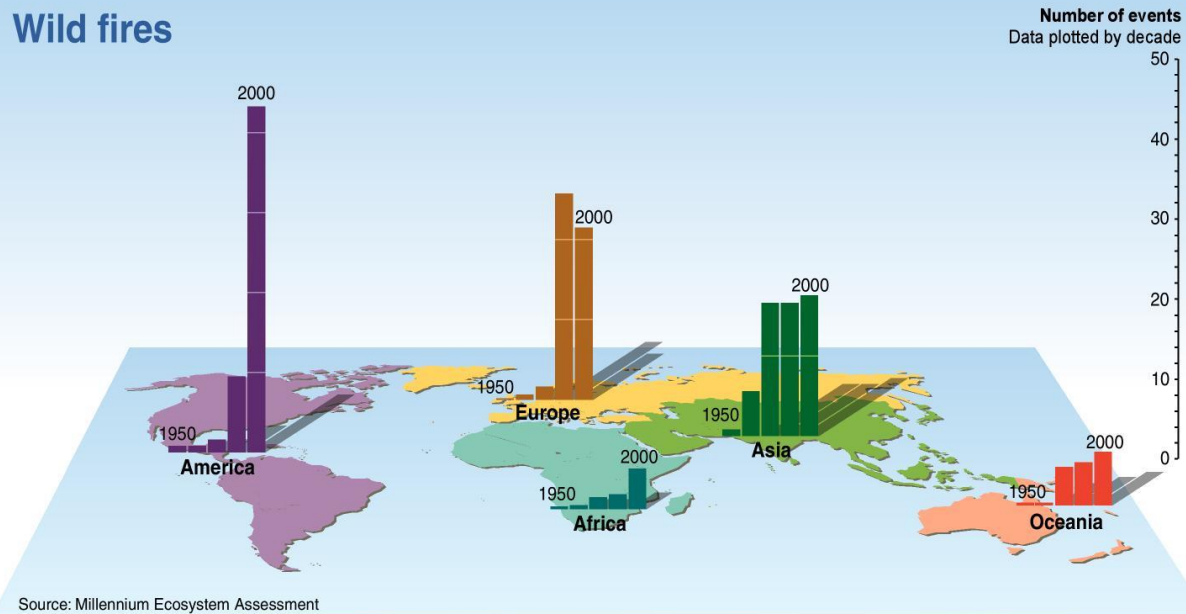 Wild fires
Number of events
Data plotted by decade
50
40
30
20
10
0
2000
1950
America
2000
1950
Europe
2000
1950
Asia
2000
1950
Africa
2000
1950
Oceania
Source: Millennium Ecosystem Assessment